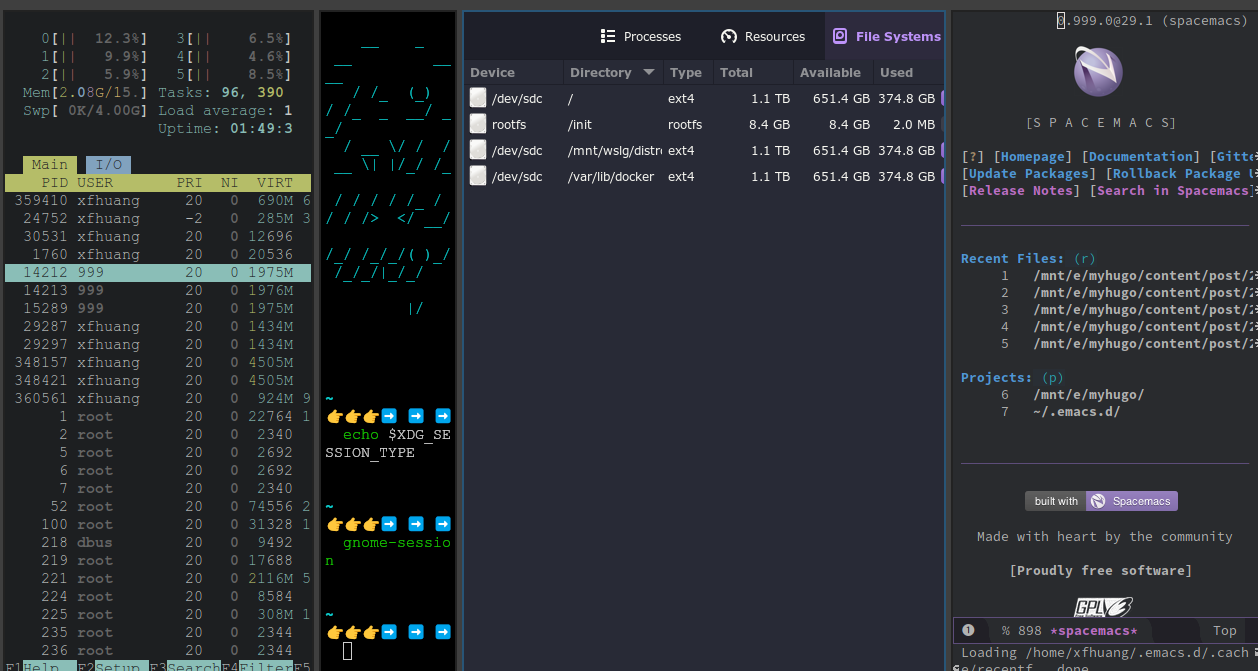 0[|| 12.3%] 3[|| 6.5%]
1[|| 9.9%] 4[|| 4.6%]
2[|| 5.9%] 5[|| 8.5%]
Mem[2.08G/15.] Tasks: 96, 390
Swp[ 0K/4.00G] Load average: 1
Uptime: 01:49:3
Main I/O
PID USER PRI NI VIRT
359410 xfhuang 20 0 690M 6
24752 xfhuang -2 0 285M 3
30531 xfhuang 20 0 12696
1760 xfhuang 20 0 20536
14212 999 20 0 1975M
14213 999 20 0 1976M
15289 999 20 0 1975M
29287 xfhuang 20 0 1434M
29297 xfhuang 20 0 1434M
348157 xfhuang 20 0 4505M
348421 xfhuang 20 0 4505M
360561 xfhuang 20 0 924M 9
1 root 20 0 22764 1
2 root 20 0 2340
5 root 20 0 2692
6 root 20 0 2692
7 root 20 0 2340
52 root 20 0 74556 2
100 root 20 0 31328 1
218 dbus 20 0 9492
219 root 20 0 17688
221 root 20 0 2116M 5
224 root 20 0 8584
225 root 20 0 308M 1
235 root 20 0 2344
236 root 20 0 2344
F1Help F2Setup F3SearchF4FilterF5
~
echo $XDG_SE
SSION_TYPE
~
gnome-sessio
n
~
Processes Resources File Systems
Device Directory Type Total Available Used
/dev/sdc / ext4 1.1 TB 651.4 GB 374.8 GB
rootfs /init rootfs 8.4 GB 8.4 GB 2.0 MB
/dev/sdc /mnt/wslg/distro ext4 1.1 TB 651.4 GB 374.8 GB
/dev/sdc /var/lib/docker ext4 1.1 TB 651.4 GB 374.8 GB
0.999.0@29.1 (spacemacs)
[S P A C E M A C S]
[?] [Homepage] [Documentation] [Gitte
[Update Packages] [Rollback Package U
[Release Notes] [Search in Spacemacs]
Recent Files: (r)
1 /mnt/e/myhugo/content/post/2
2 /mnt/e/myhugo/content/post/2
3 /mnt/e/myhugo/content/post/2
4 /mnt/e/myhugo/content/post/2
5 /mnt/e/myhugo/content/post/2
Projects: (p)
6 /mnt/e/myhugo/
7 ~/.emacs.d/
built with Spacemacs
Made with heart by the community
[Proudly free software]
GPLv3
1 % 898 *spacemacs* Top
Loading /home/xfhuang/.emacs.d/.cach
e/recentf...done